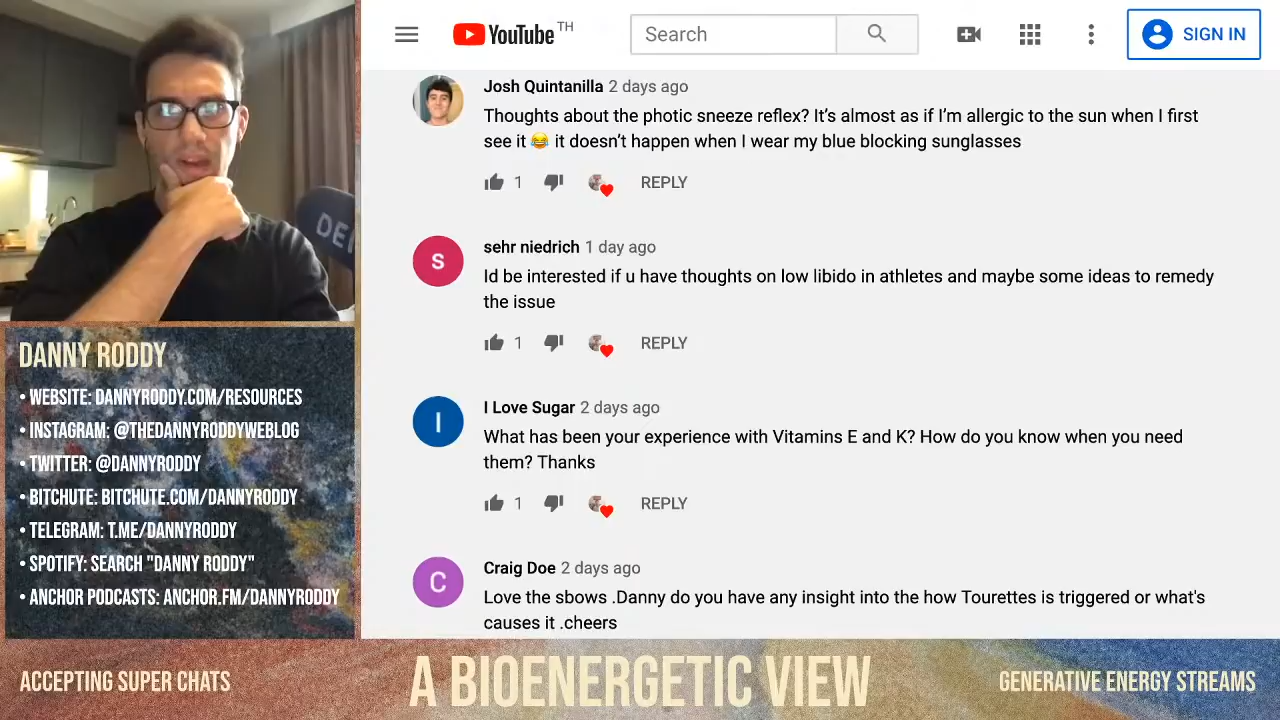 YouTube TH
Search
SIGN IN
Josh Quintanilla 2 days ago
Thoughts about the photic sneeze reflex? It’s almost as if I’m allergic to the sun when I first
see it 😂 it doesn’t happen when I wear my blue blocking sunglasses
1 REPLY
S
sehr niedrich 1 day ago
Id be interested if u have thoughts on low libido in athletes and maybe some ideas to remedy
the issue
1 REPLY
I
I Love Sugar 2 days ago
What has been your experience with Vitamins E and K? How do you know when you need
them? Thanks
1 REPLY
C
Craig Doe 2 days ago
Love the sbows .Danny do you have any insight into the how Tourettes is triggered or what's
causes it .cheers
DANNY RODDY
• WEBSITE: DANNYRODDY.COM/RESOURCES
• INSTAGRAM: @THEDANNYRODDYWEBLOG
• TWITTER: @DANNYRODDY
• BITCHUTE: BITCHUTE.COM/DANNYRODDY
• TELEGRAM: T.ME/DANNYRODDY
• SPOTIFY: SEARCH "DANNY RODDY"
• ANCHOR PODCASTS: ANCHOR.FM/DANNYRODDY
ACCEPTING SUPER CHATS
A BIOENERGETIC VIEW
GENERATIVE ENERGY STREAMS